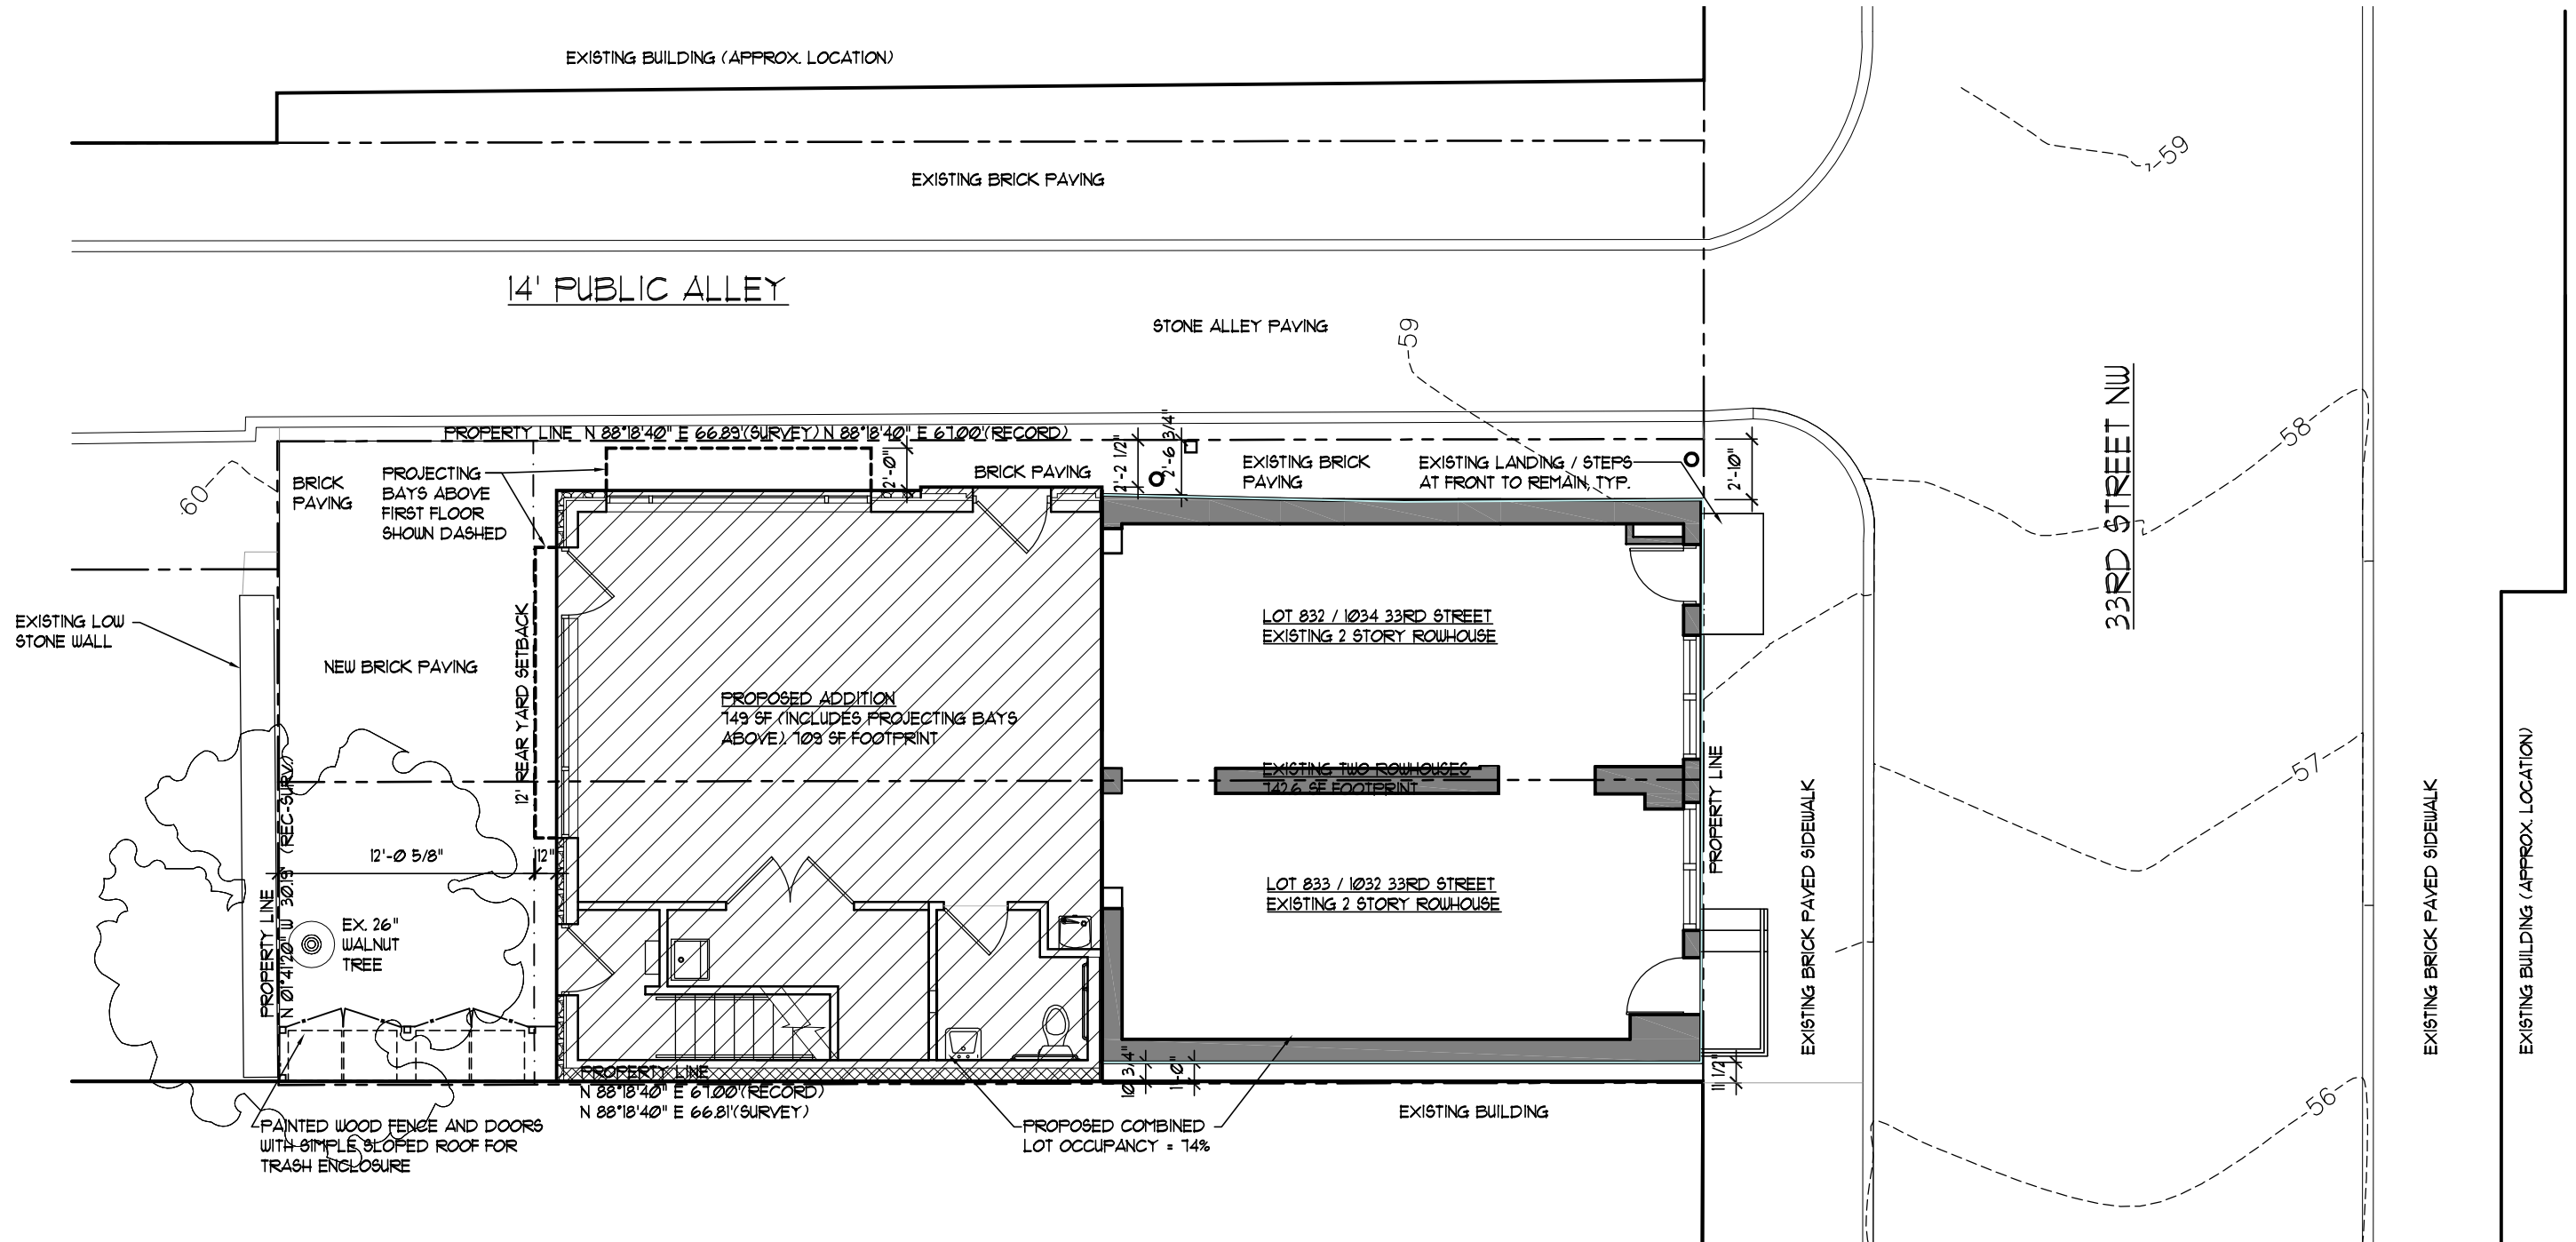 EXISTING BUILDING (APPROX. LOCATION)
EXISTING BRICK PAVING
59
14' PUBLIC ALLEY
STONE ALLEY PAVING
59
33RD STREET NW
58
PROPERTY LINE N 88°18'40" E 66.89'(SURVEY) N 88°18'40" E 67.00'(RECORD)
60
BRICK
PAVING
PROJECTING
BAYS ABOVE
FIRST FLOOR
SHOWN DASHED
2'-0"
BRICK PAVING
2'-2 1/2"
2'-6 3/4"
EXISTING BRICK
PAVING
EXISTING LANDING / STEPS
AT FRONT TO REMAIN, TYP.
2'-10"
EXISTING LOW
STONE WALL
NEW BRICK PAVING
12' REAR YARD SETBACK
PROPOSED ADDITION
749 SF (INCLUDES PROJECTING BAYS
ABOVE). 709 SF FOOTPRINT
LOT 832 / 1034 33RD STREET
EXISTING 2 STORY ROWHOUSE
EXISTING TWO ROWHOUSES
742.6 SF FOOTPRINT
PROPERTY LINE
57
EXISTING BRICK PAVED SIDEWALK
EXISTING BRICK PAVED SIDEWALK
EXISTING BUILDING (APPROX. LOCATION)
PROPERTY LINE
N 01°41'20" W 30.19' (REC-SURV.)
12'-0 5/8"
12"
LOT 833 / 1032 33RD STREET
EXISTING 2 STORY ROWHOUSE
EX. 26"
WALNUT
TREE
10 3/4"
1'-0"
11 1/2"
PROPERTY LINE
N 88°18'40" E 67.00'(RECORD)
N 88°18'40" E 66.81'(SURVEY)
PAINTED WOOD FENCE AND DOORS
WITH SIMPLE SLOPED ROOF FOR
TRASH ENCLOSURE
PROPOSED COMBINED
LOT OCCUPANCY = 74%
EXISTING BUILDING
56